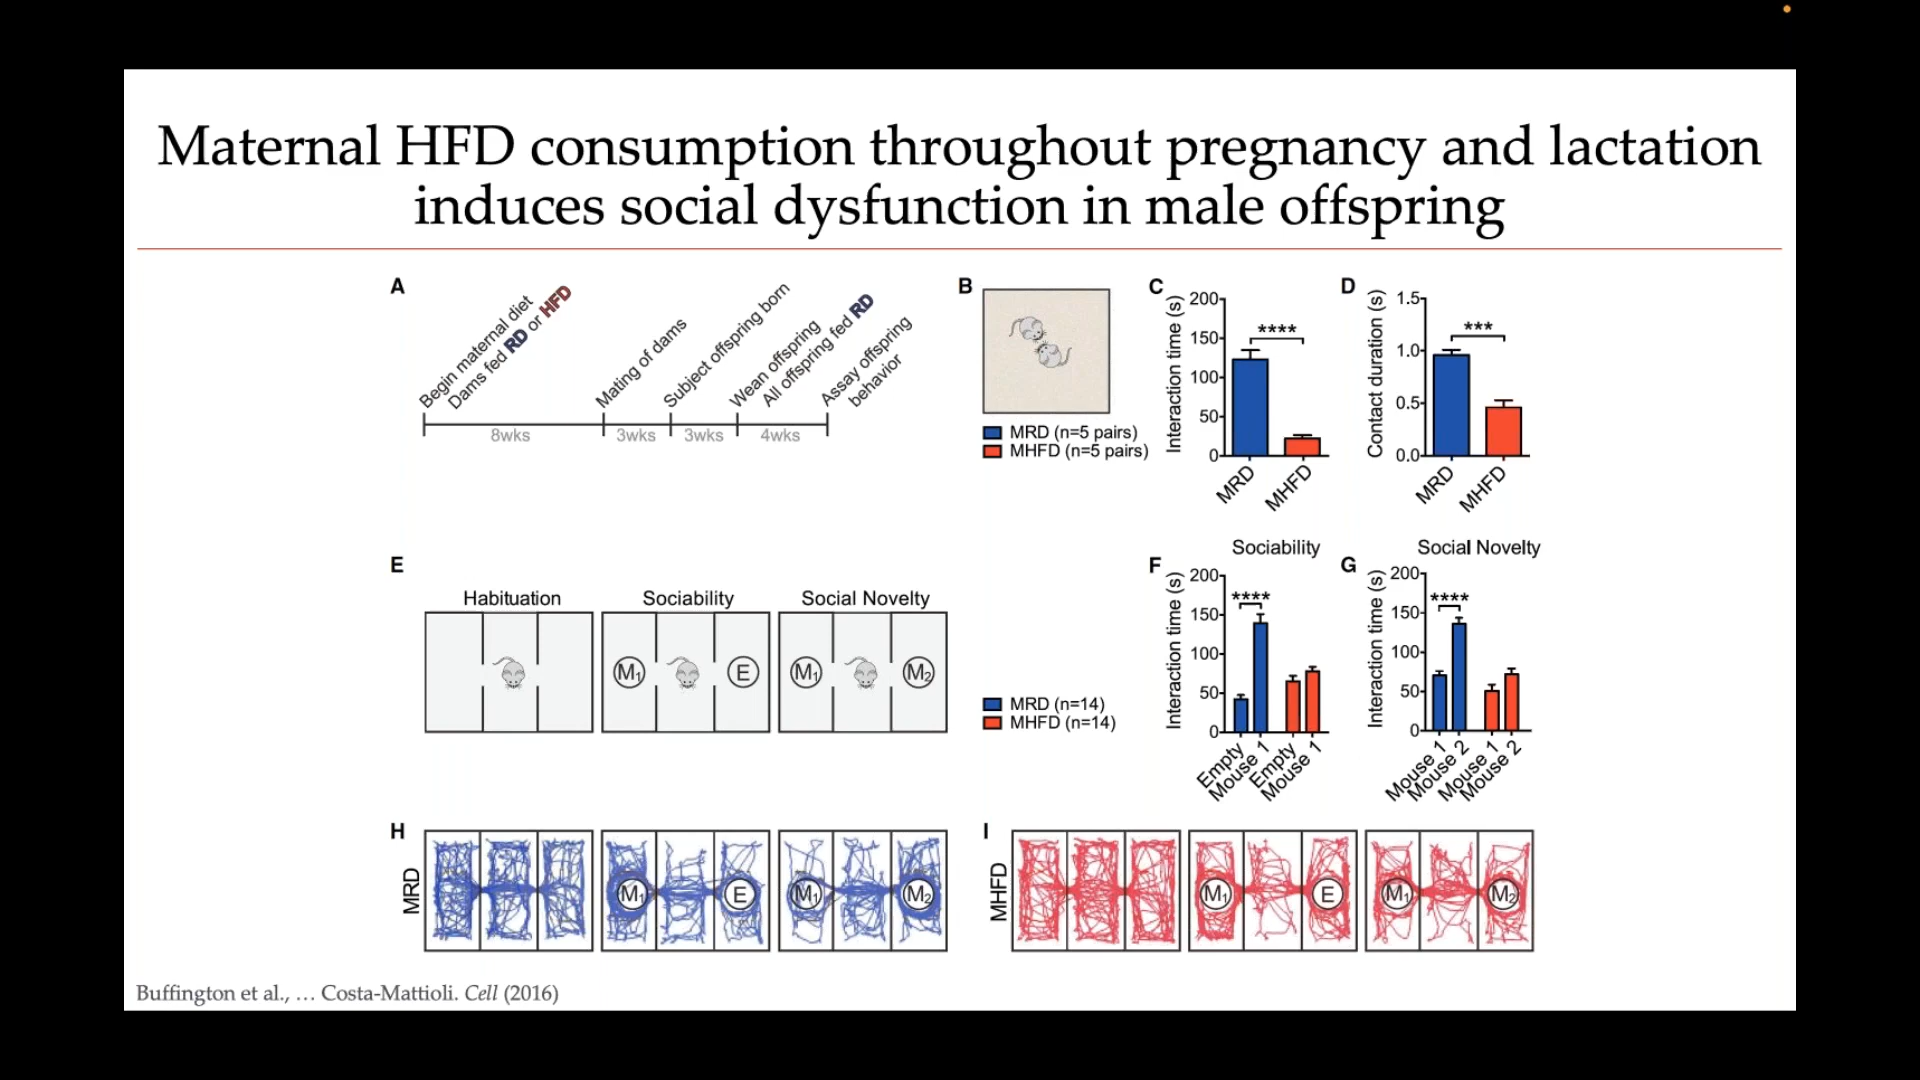 Maternal HFD consumption throughout pregnancy and lactation
induces social dysfunction in male offspring
A
Begin maternal diet
Dams fed RD or HFD
Mating of dams
Subject offspring born
Wean offspring
All offspring fed RD
Assay offspring
behavior
8wks
3wks
3wks
4wks
B
MRD (n=5 pairs)
MHFD (n=5 pairs)
C
Interaction time (s)
200
150
100
50
0
****
MRD
MHFD
D
Contact duration (s)
1.5
1.0
0.5
0.0
***
MRD
MHFD
E
Habituation
Sociability
Social Novelty
M1
E
M1
M2
MRD (n=14)
MHFD (n=14)
F
Sociability
Interaction time (s)
200
150
100
50
0
****
Empty
Mouse 1
Empty
Mouse 1
G
Social Novelty
Interaction time (s)
200
150
100
50
0
****
Mouse 1
Mouse 2
Mouse 1
Mouse 2
H
MRD
M1
E
M1
M2
I
MHFD
M1
E
M1
M2
Buffington et al., … Costa-Mattioli. Cell (2016)